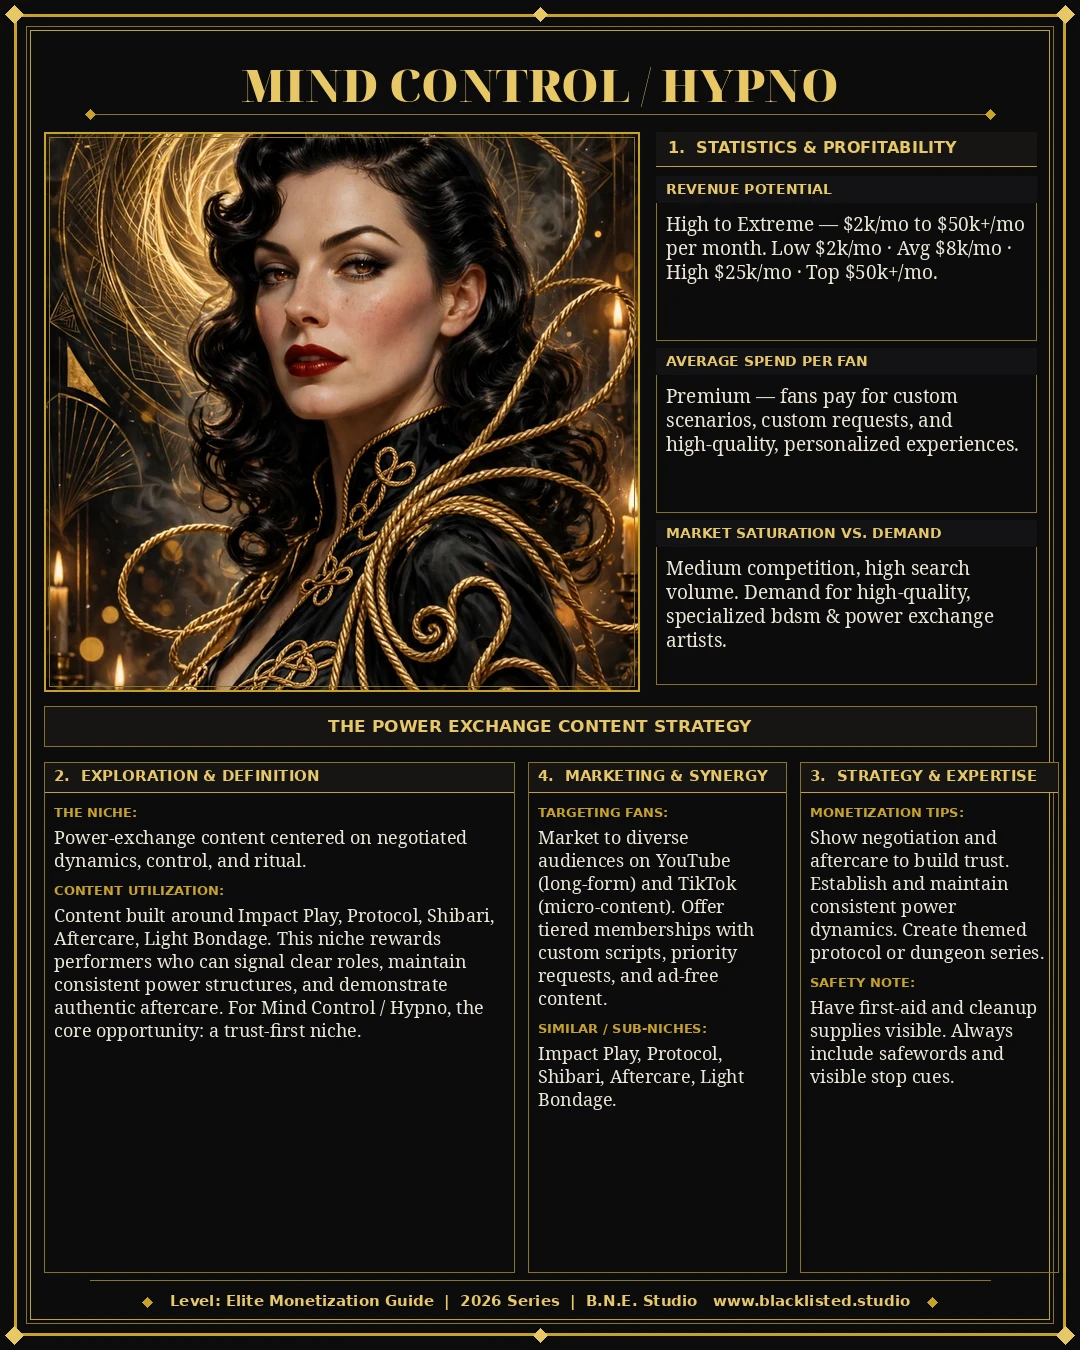 MIND CONTROL / HYPNO
1. STATISTICS & PROFITABILITY
REVENUE POTENTIAL
High to Extreme — $2k/mo to $50k+/mo
per month. Low $2k/mo · Avg $8k/mo ·
High $25k/mo · Top $50k+/mo.
AVERAGE SPEND PER FAN
Premium — fans pay for custom
scenarios, custom requests, and
high-quality, personalized experiences.
MARKET SATURATION VS. DEMAND
Medium competition, high search
volume. Demand for high-quality,
specialized bdsm & power exchange
artists.
THE POWER EXCHANGE CONTENT STRATEGY
2. EXPLORATION & DEFINITION
THE NICHE:
Power-exchange content centered on negotiated
dynamics, control, and ritual.
CONTENT UTILIZATION:
Content built around Impact Play, Protocol, Shibari,
Aftercare, Light Bondage. This niche rewards
performers who can signal clear roles, maintain
consistent power structures, and demonstrate
authentic aftercare. For Mind Control / Hypno, the
core opportunity: a trust-first niche.
4. MARKETING & SYNERGY
TARGETING FANS:
Market to diverse
audiences on YouTube
(long-form) and TikTok
(micro-content). Offer
tiered memberships with
custom scripts, priority
requests, and ad-free
content.
SIMILAR / SUB-NICHES:
Impact Play, Protocol,
Shibari, Aftercare, Light
Bondage.
3. STRATEGY & EXPERTISE
MONETIZATION TIPS:
Show negotiation and
aftercare to build trust.
Establish and maintain
consistent power
dynamics. Create themed
protocol or dungeon series.
SAFETY NOTE:
Have first-aid and cleanup
supplies visible. Always
include safewords and
visible stop cues.
Level: Elite Monetization Guide | 2026 Series | B.N.E. Studio www.blacklisted.studio